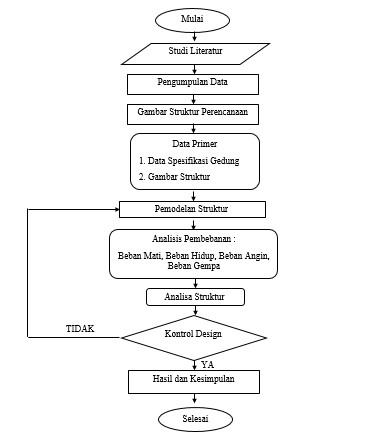 Mulai
Studi Literatur
Pengumpulan Data
Gambar Struktur Perencanaan
Data Primer
1. Data Spesifikasi Gedung
2. Gambar Struktur
Pemodelan Struktur
Analisis Pembebanan :
Beban Mati, Beban Hidup, Beban Angin,
Beban Gempa
Analisa Struktur
Kontrol Design
TIDAK
YA
Hasil dan Kesimpulan
Selesai